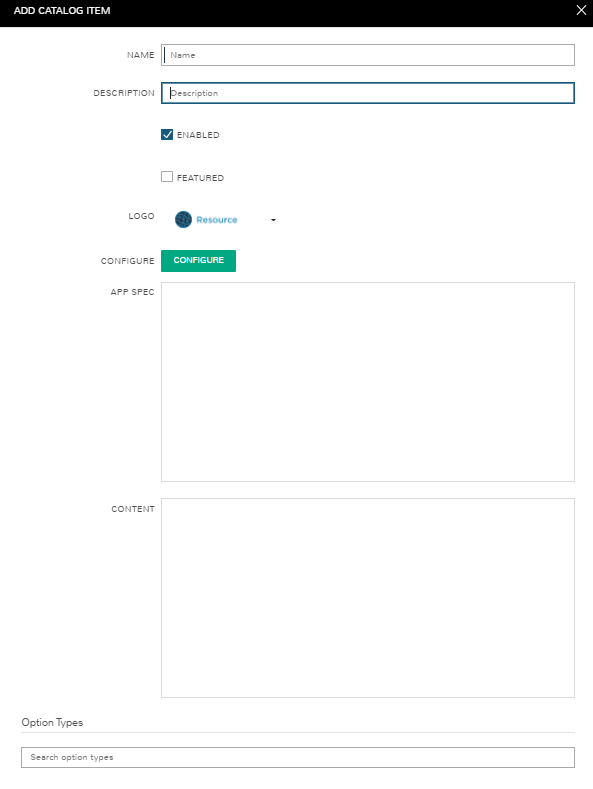 ADD CATALOG ITEM
NAME Name
DESCRIPTION Description
ENABLED
FEATURED
LOGO Resource
CONFIGURE CONFIGURE
APP SPEC
CONTENT
Option Types
Search option types